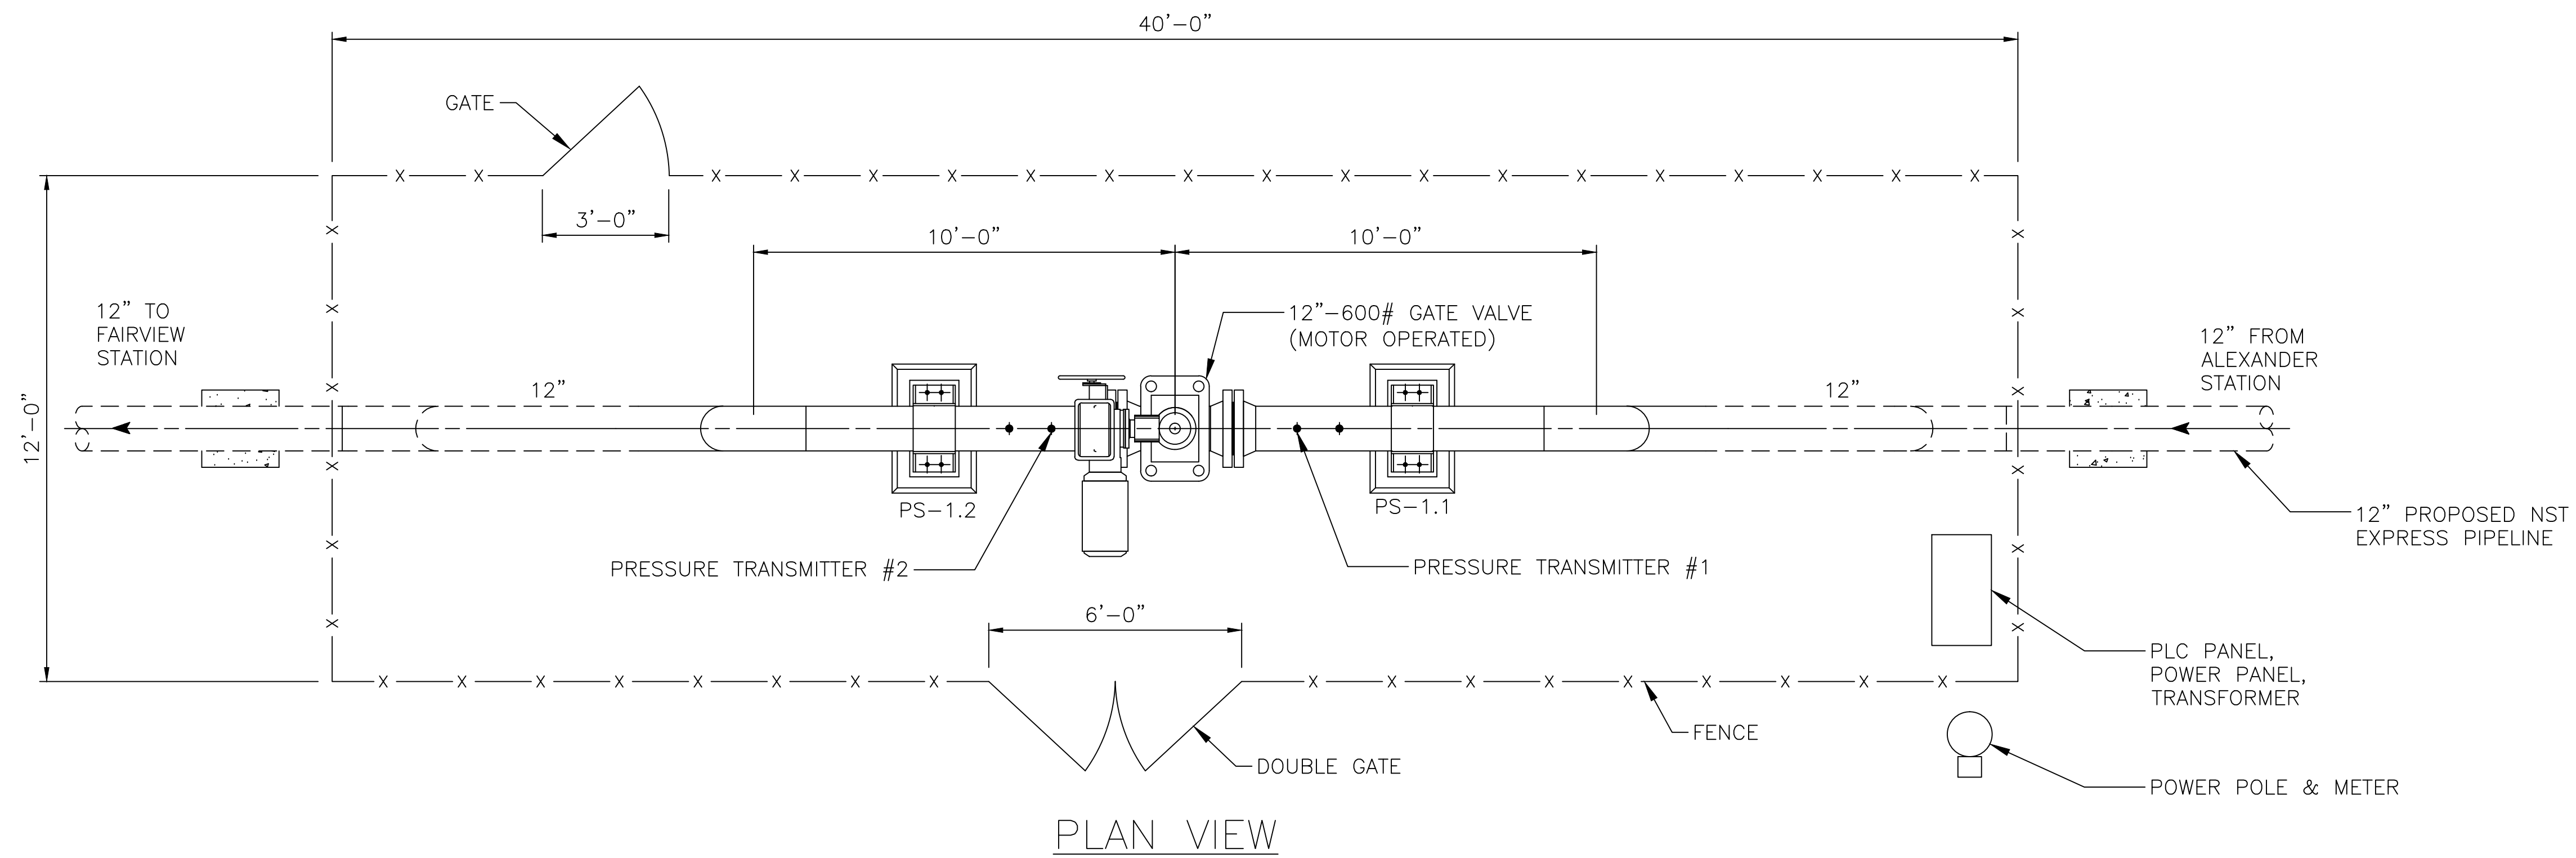 40'-0"
GATE
3'-0"
10'-0"
10'-0"
12'-0"
12" TO
FAIRVIEW
STATION
12"-600# GATE VALVE
(MOTOR OPERATED)
12" FROM
ALEXANDER
STATION
12"
12"
PS-1.2
PS-1.1
12" PROPOSED NST
EXPRESS PIPELINE
PRESSURE TRANSMITTER #2
PRESSURE TRANSMITTER #1
6'-0"
PLC PANEL,
POWER PANEL,
TRANSFORMER
FENCE
DOUBLE GATE
POWER POLE & METER
PLAN VIEW